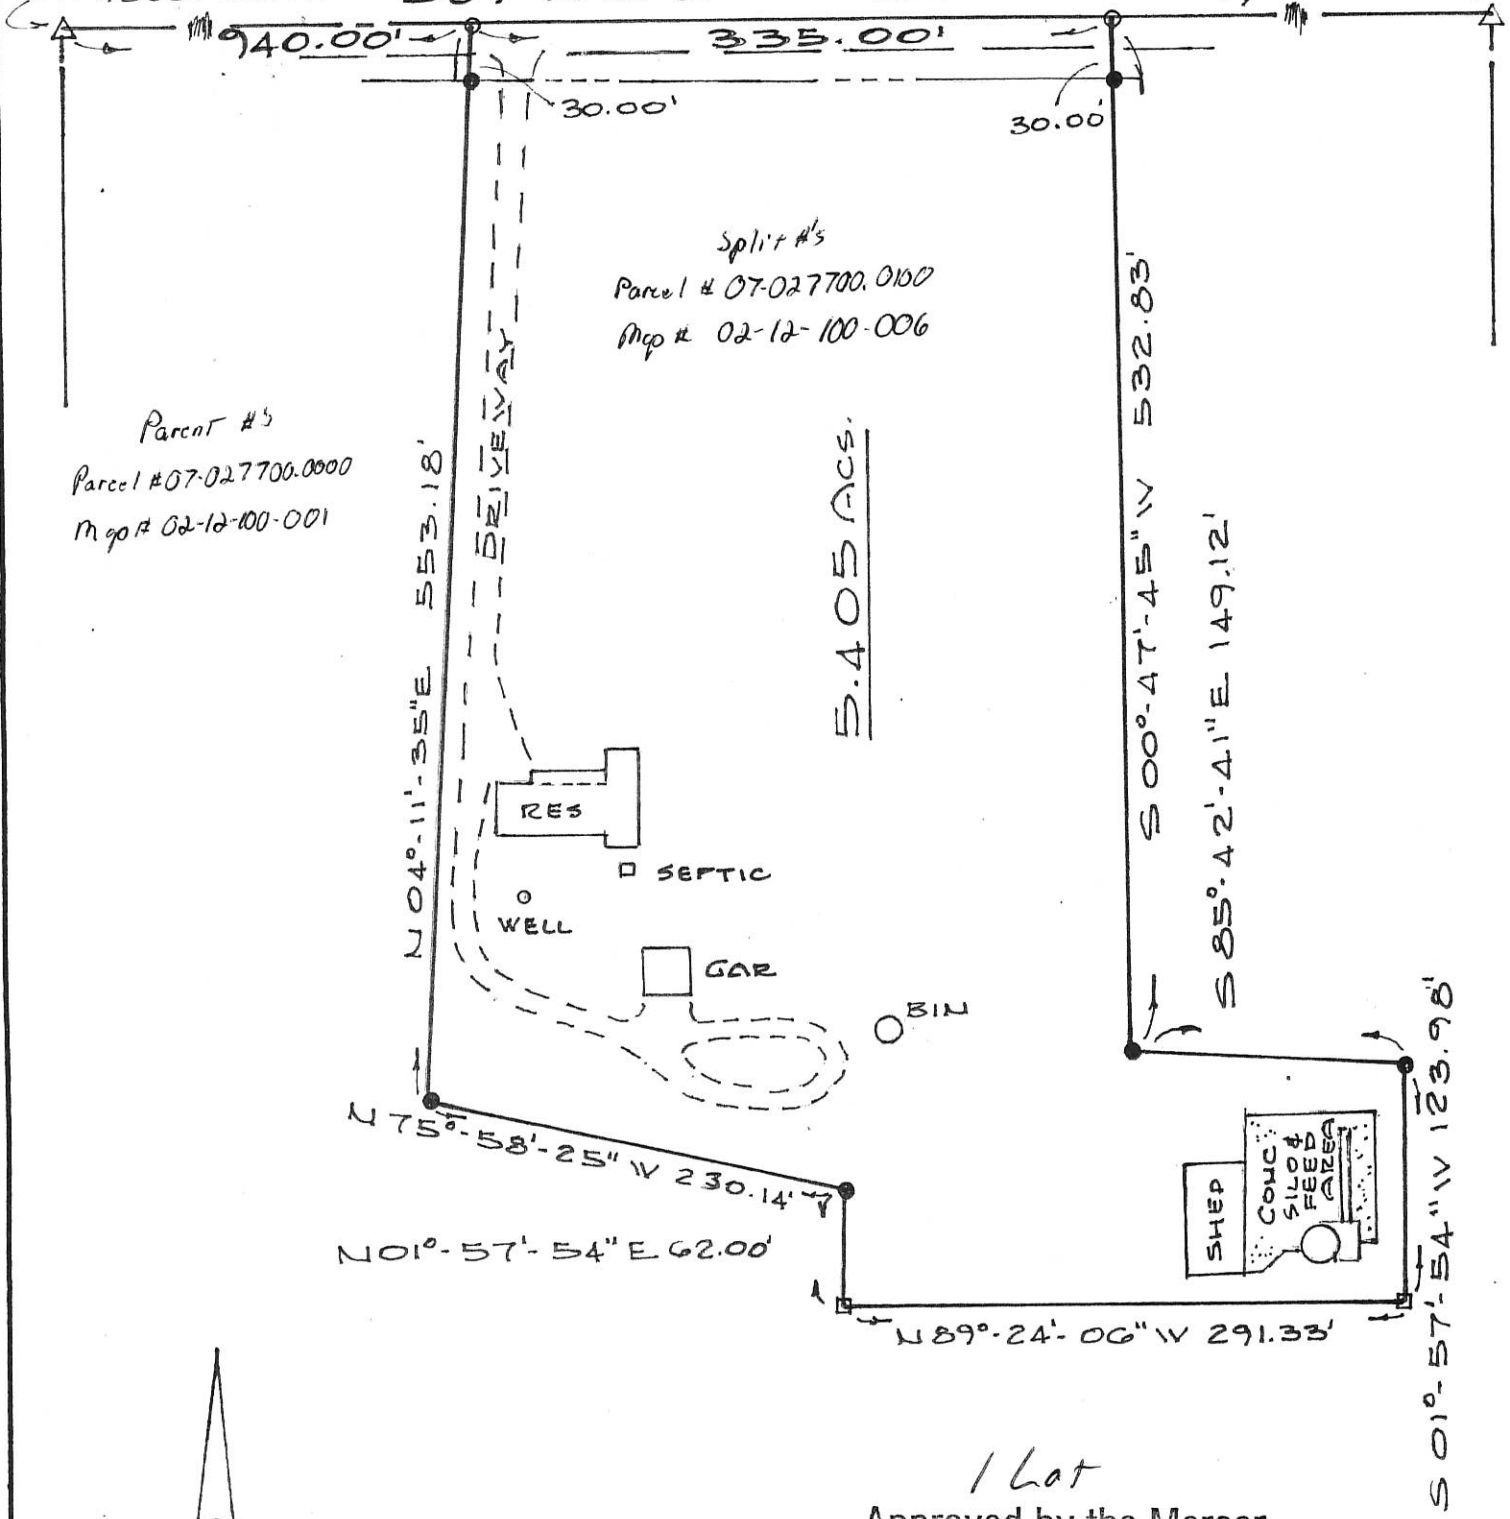 940.00'
335.00'
30.00'
30.00'
Split #'s
Parcel # 07-027700.0100
Map # 02-12-100-006
Parent #'s
Parcel #07-027700.0000
Map # 02-12-100-001
DRIVEWAY
N 04°-11'-35"E 553.18'
5.405 Acs.
S 00°-47'-45" W 532.83'
S 85°-42'-41" E 149.12'
RES
SEPTIC
WELL
GAR
BIN
N 75°-58'-25" W 230.14'
N 01°-57'-54" E 62.00'
SHED
CONC.
SILO &
FEED
AREA
S 01°-57'-54" W 123.98'
N 89°-24'-06" W 291.33'
1 Lot
Approved by the Mercer